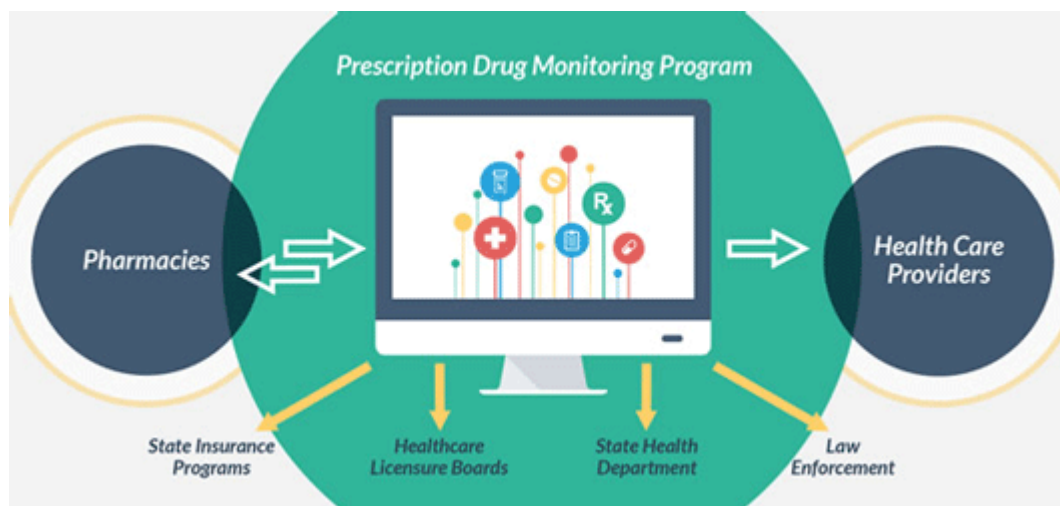 Prescription Drug Monitoring Program
Rx
Pharmacies
Health Care
Providers
State Insurance
Programs
Healthcare
Licensure Boards
State Health
Department
Law
Enforcement